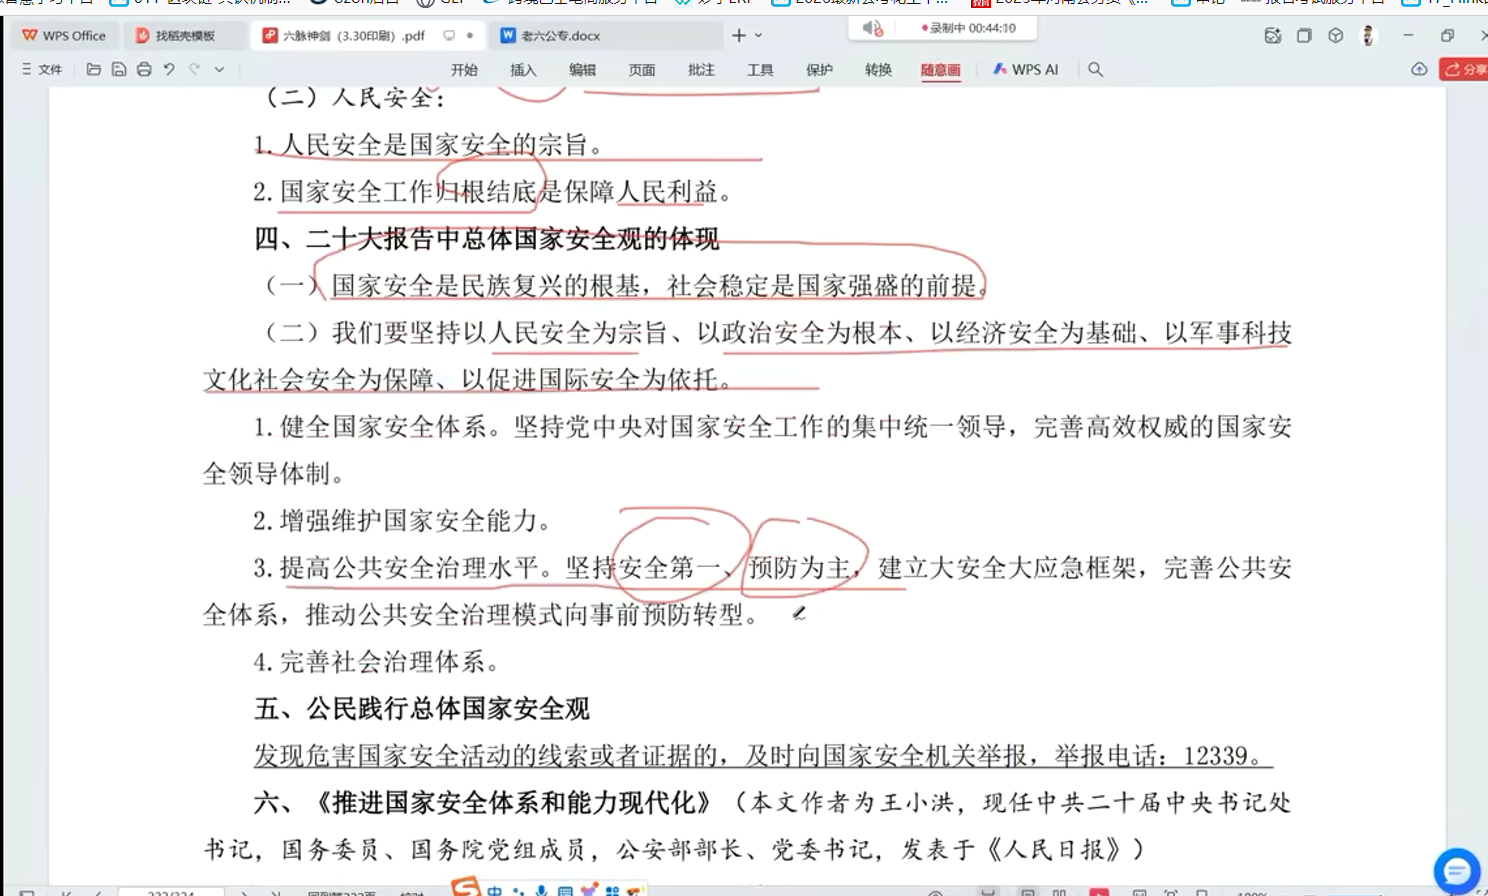 WPS Office 找稻壳模板 六脉神剑（3.30印刷）.pdf 老六公专.docx 录制中 00:44:10
文件 开始 插入 编辑 页面 批注 工具 保护 转换 随意画 WPS AI 分享
（二）人民安全：
1.人民安全是国家安全的宗旨。
2.国家安全工作归根结底是保障人民利益。
四、二十大报告中总体国家安全观的体现
（一）国家安全是民族复兴的根基，社会稳定是国家强盛的前提。
（二）我们要坚持以人民安全为宗旨、以政治安全为根本、以经济安全为基础、以军事科技
文化社会安全为保障、以促进国际安全为依托。
1.健全国家安全体系。坚持党中央对国家安全工作的集中统一领导，完善高效权威的国家安
全领导体制。
2.增强维护国家安全能力。
3.提高公共安全治理水平。坚持安全第一、预防为主，建立大安全大应急框架，完善公共安
全体系，推动公共安全治理模式向事前预防转型。
4.完善社会治理体系。
五、公民践行总体国家安全观
发现危害国家安全活动的线索或者证据的，及时向国家安全机关举报，举报电话：12339。
六、《推进国家安全体系和能力现代化》（本文作者为王小洪，现任中共二十届中央书记处
书记，国务委员、国务院党组成员，公安部部长、党委书记，发表于《人民日报》）
中